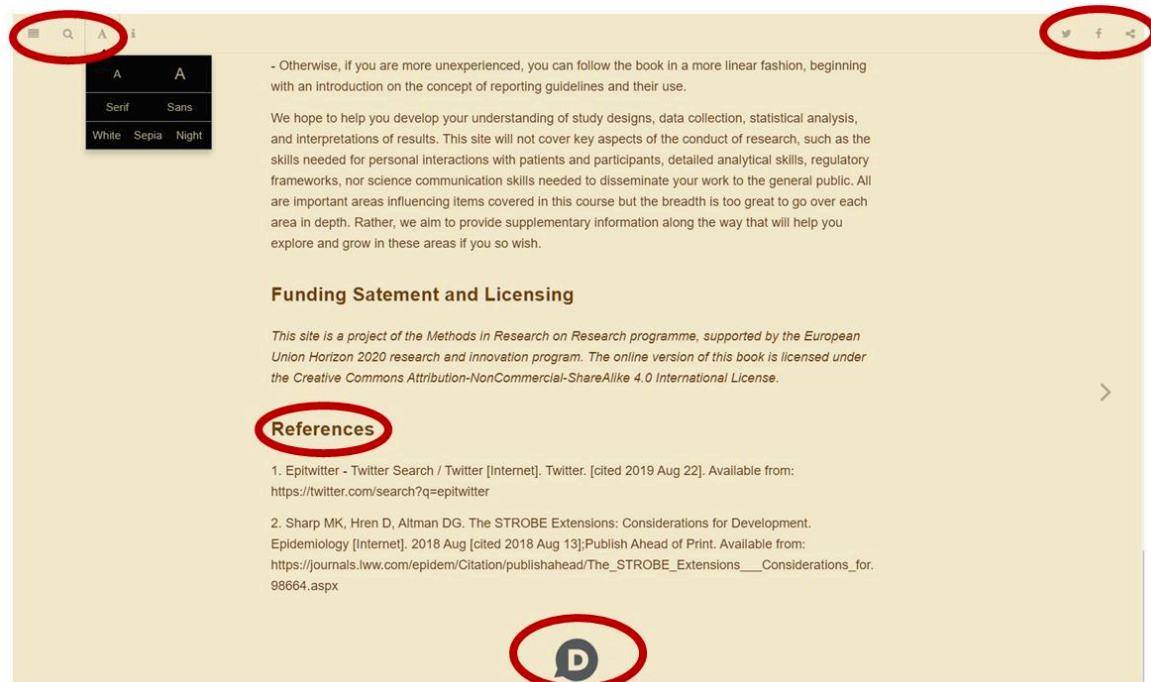 A i
A A
Serif Sans
White Sepia Night
- Otherwise, if you are more unexperienced, you can follow the book in a more linear fashion, beginning
with an introduction on the concept of reporting guidelines and their use.
We hope to help you develop your understanding of study designs, data collection, statistical analysis,
and interpretations of results. This site will not cover key aspects of the conduct of research, such as the
skills needed for personal interactions with patients and participants, detailed analytical skills, regulatory
frameworks, nor science communication skills needed to disseminate your work to the general public. All
are important areas influencing items covered in this course but the breadth is too great to go over each
area in depth. Rather, we aim to provide supplementary information along the way that will help you
explore and grow in these areas if you so wish.
Funding Satement and Licensing
This site is a project of the Methods in Research on Research programme, supported by the European
Union Horizon 2020 research and innovation program. The online version of this book is licensed under
the Creative Commons Attribution-NonCommercial-ShareAlike 4.0 International License.
References
1. Epitwitter - Twitter Search / Twitter [Internet]. Twitter. [cited 2019 Aug 22]. Available from:
https://twitter.com/search?q=epitwitter
2. Sharp MK, Hren D, Altman DG. The STROBE Extensions: Considerations for Development.
Epidemiology [Internet]. 2018 Aug [cited 2018 Aug 13];Publish Ahead of Print. Available from:
https://journals.lww.com/epidem/Citation/publishahead/The_STROBE_Extensions___Considerations_for.
98664.aspx
D